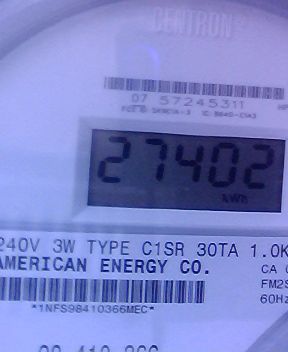 CENTRON
07 57245311
27402
kWh
240V 3W TYPE C1SR 30TA 1.0K
AMERICAN ENERGY CO.
CA
FM2S
60Hz
*1NFS98410366MEC*